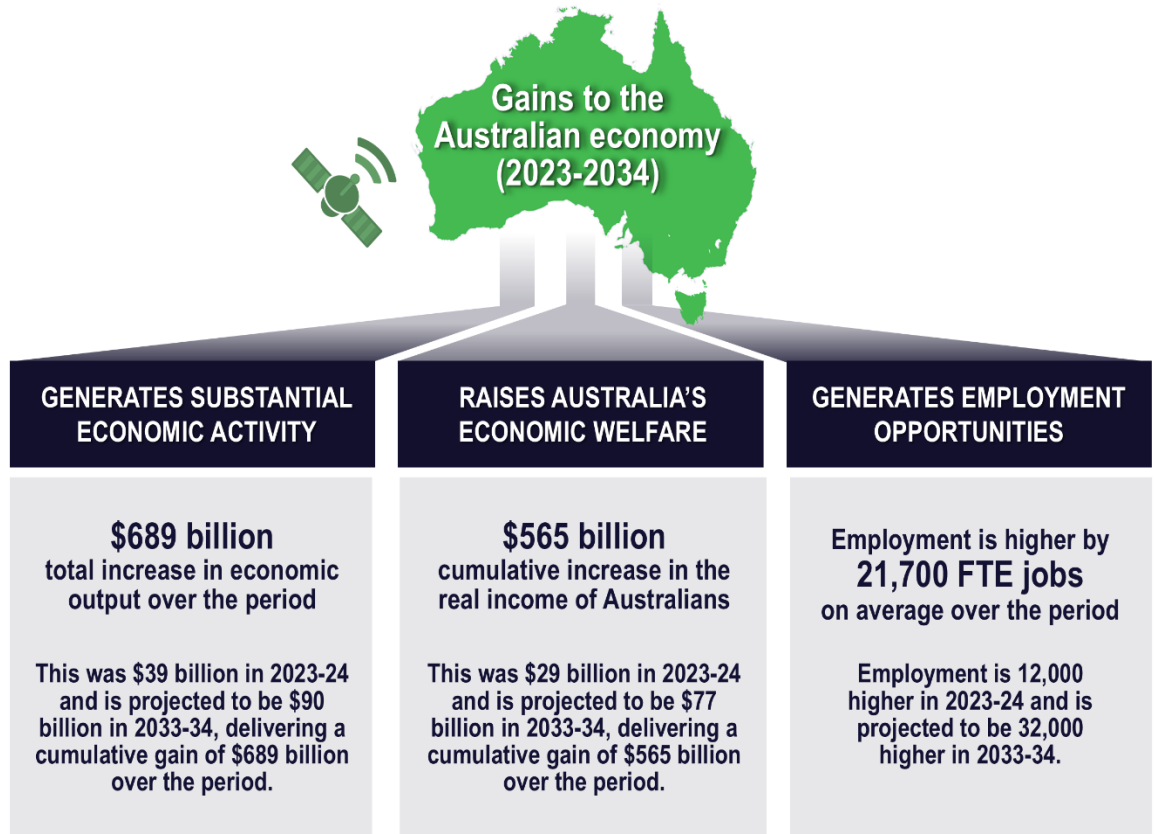 Gains to the
Australian economy
(2023-2034)
GENERATES SUBSTANTIAL
ECONOMIC ACTIVITY
$689 billion
total increase in economic
output over the period
This was $39 billion in 2023-24
and is projected to be $90
billion in 2033-34, delivering a
cumulative gain of $689 billion
over the period.
RAISES AUSTRALIA'S
ECONOMIC WELFARE
$565 billion
cumulative increase in the
real income of Australians
This was $29 billion in 2023-24
and is projected to be $77
billion in 2033-34, delivering a
cumulative gain of $565 billion
over the period.
GENERATES EMPLOYMENT
OPPORTUNITIES
Employment is higher by
21,700 FTE jobs
on average over the period
Employment is 12,000
higher in 2023-24 and is
projected to be 32,000
higher in 2033-34.